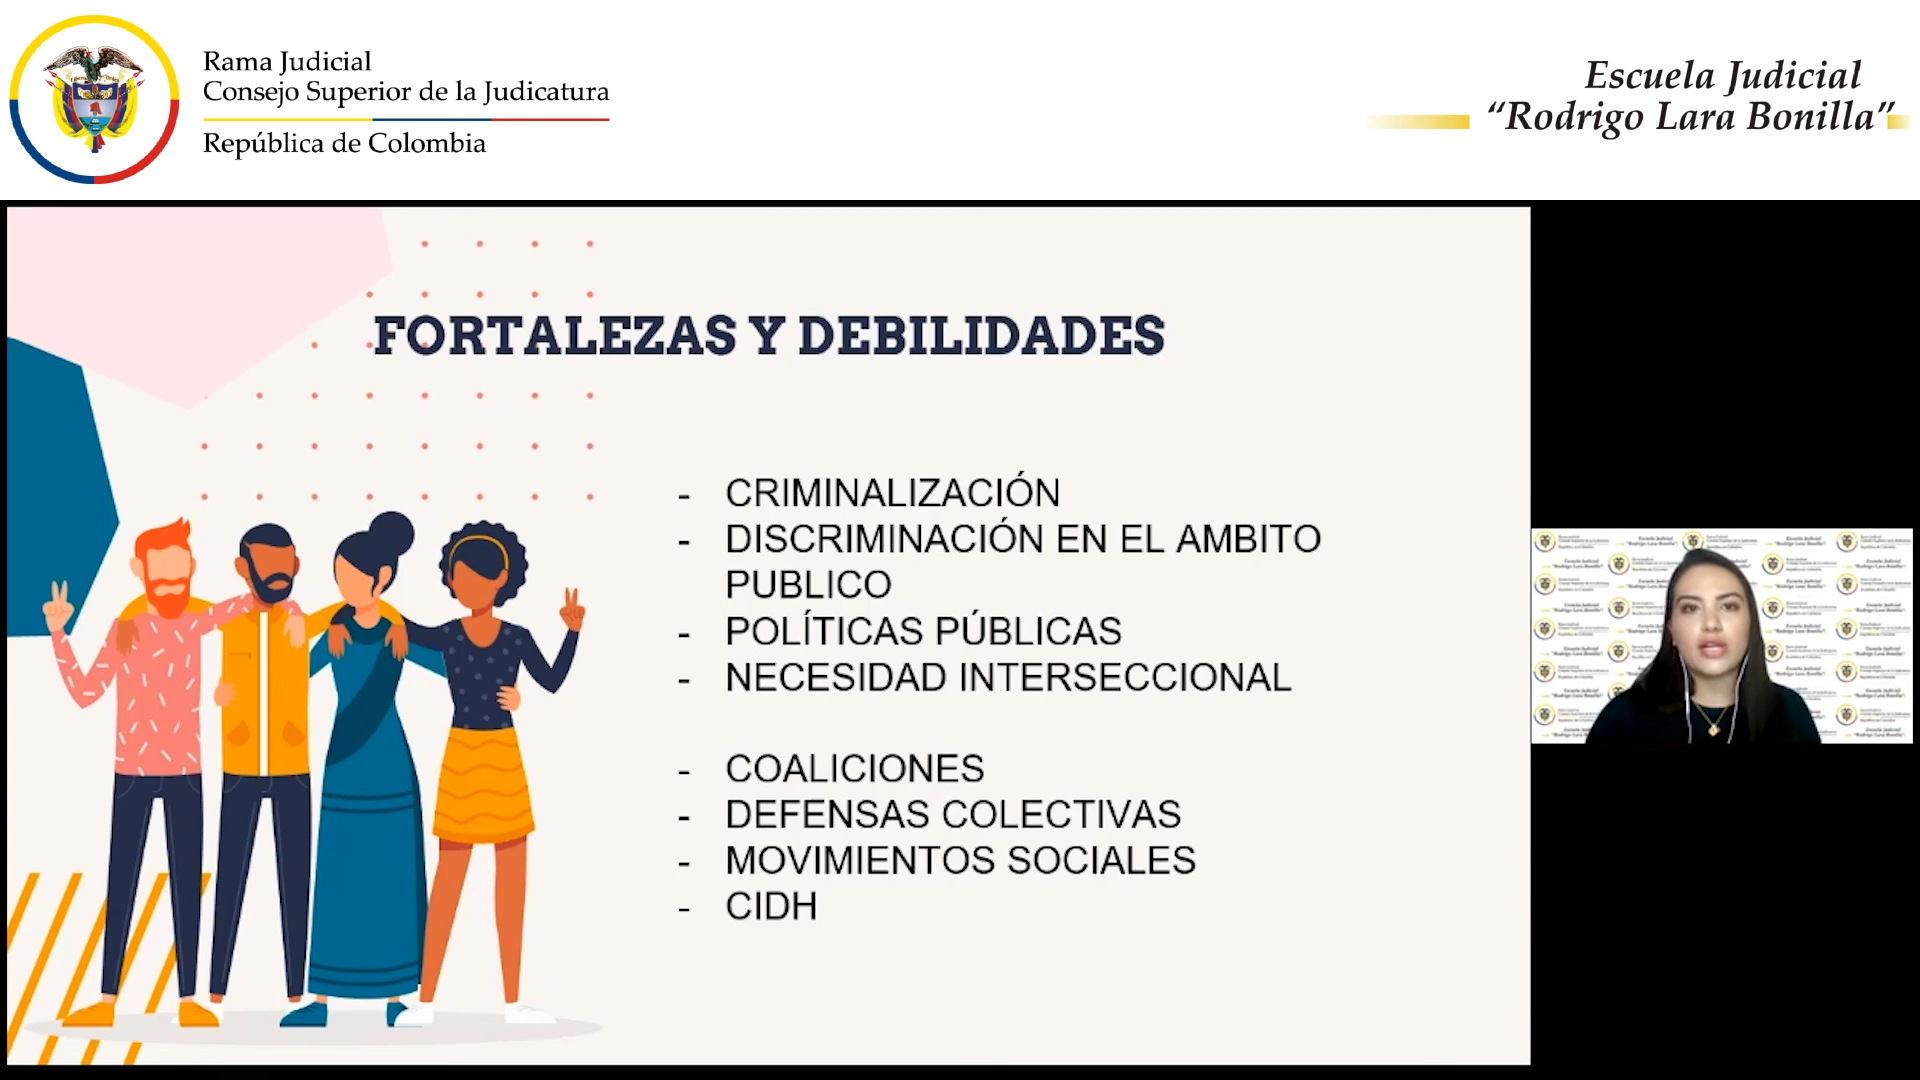 Rama Judicial
Consejo Superior de la Judicatura
República de Colombia
Escuela Judicial
“Rodrigo Lara Bonilla”
FORTALEZAS Y DEBILIDADES
- CRIMINALIZACIÓN
- DISCRIMINACIÓN EN EL AMBITO
PUBLICO
- POLÍTICAS PÚBLICAS
- NECESIDAD INTERSECCIONAL
- COALICIONES
- DEFENSAS COLECTIVAS
- MOVIMIENTOS SOCIALES
- CIDH